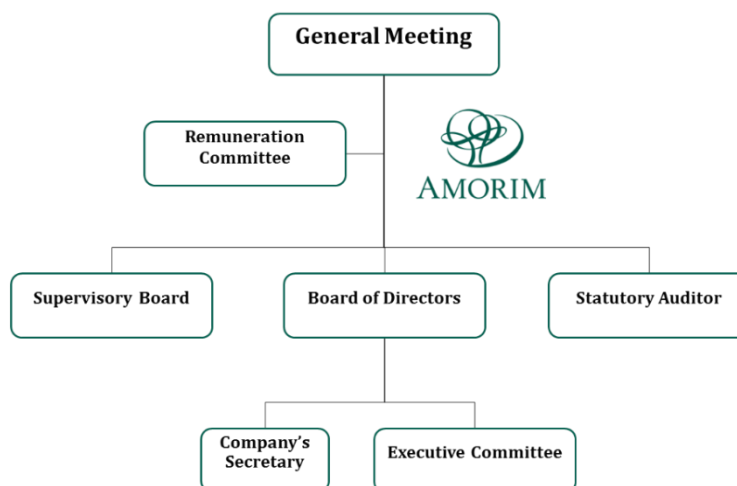 General Meeting
Remuneration
Committee
AMORIM
Supervisory Board
Board of Directors
Statutory Auditor
Company's
Secretary
Executive Committee